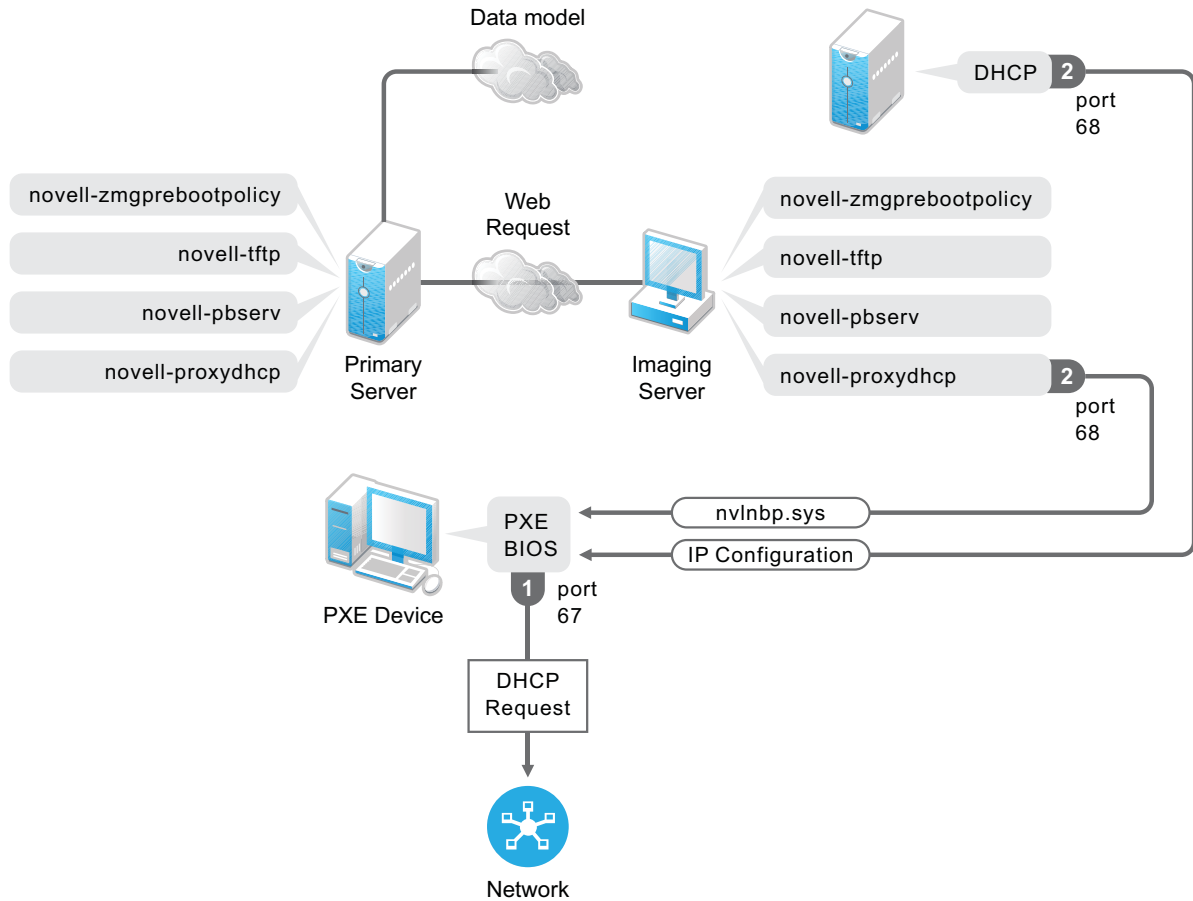 Data model
DHCP
2
port
68
novell-zmgprebootpolicy
novell-tftp
novell-pbserv
novell-proxydhcp
Primary
Server
Web
Request
Imaging
Server
novell-zmgprebootpolicy
novell-tftp
novell-pbserv
novell-proxydhcp
2
port
68
nvlnbp.sys
IP Configuration
PXE
BIOS
PXE Device
1
port
67
DHCP
Request
Network